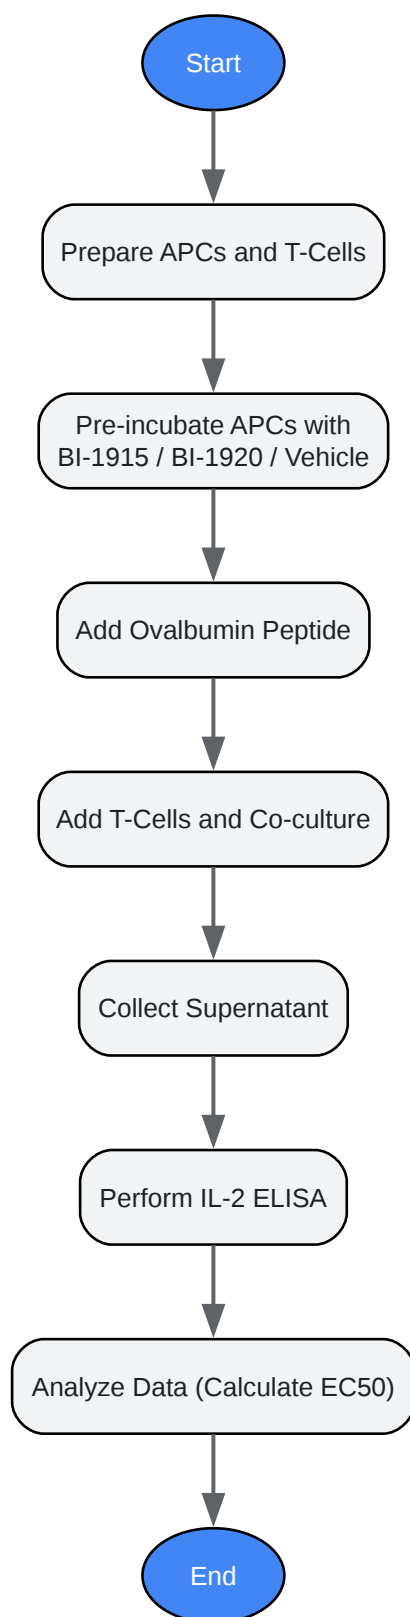 Start
Prepare APCs and T-Cells
Pre-incubate APCs with
BI-1915 / BI-1920 / Vehicle
Add Ovalbumin Peptide
Add T-Cells and Co-culture
Collect Supernatant
Perform IL-2 ELISA
Analyze Data (Calculate EC50)
End